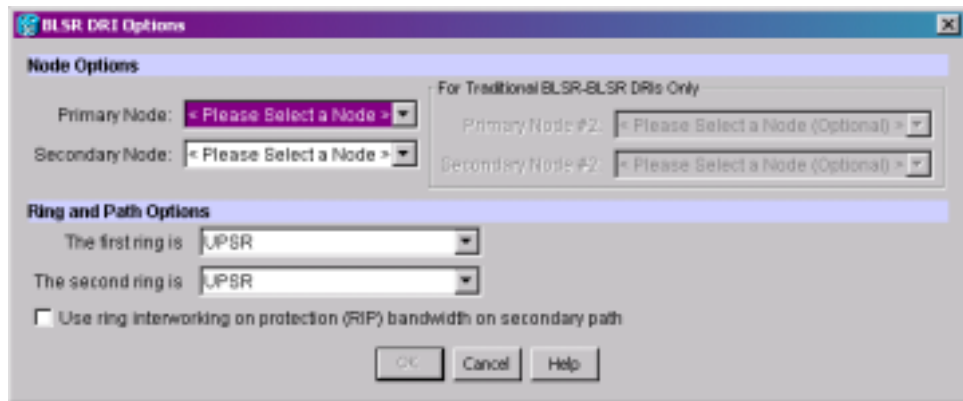 BLSR DRI Options
Node Options
For Traditional BLSR-BLSR DRIs Only
Primary Node: < Please Select a Node >
Primary Node #2: < Please Select a Node (Optional) >
Secondary Node: < Please Select a Node >
Secondary Node #2: < Please Select a Node (Optional) >
Ring and Path Options
The first ring is UPSR
The second ring is UPSR
Use ring interworking on protection (RIP) bandwidth on secondary path
OK Cancel Help